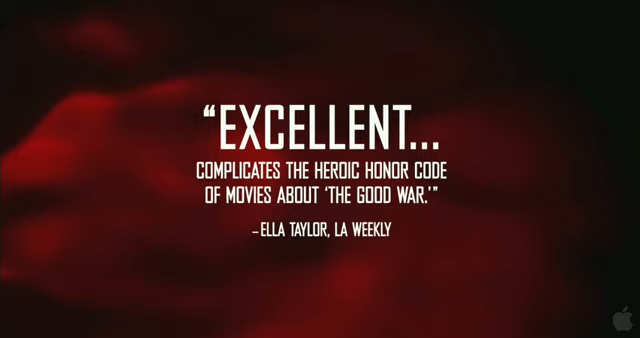 “EXCELLENT...
COMPLICATES THE HEROIC HONOR CODE
OF MOVIES ABOUT ‘THE GOOD WAR.’”
–ELLA TAYLOR, LA WEEKLY